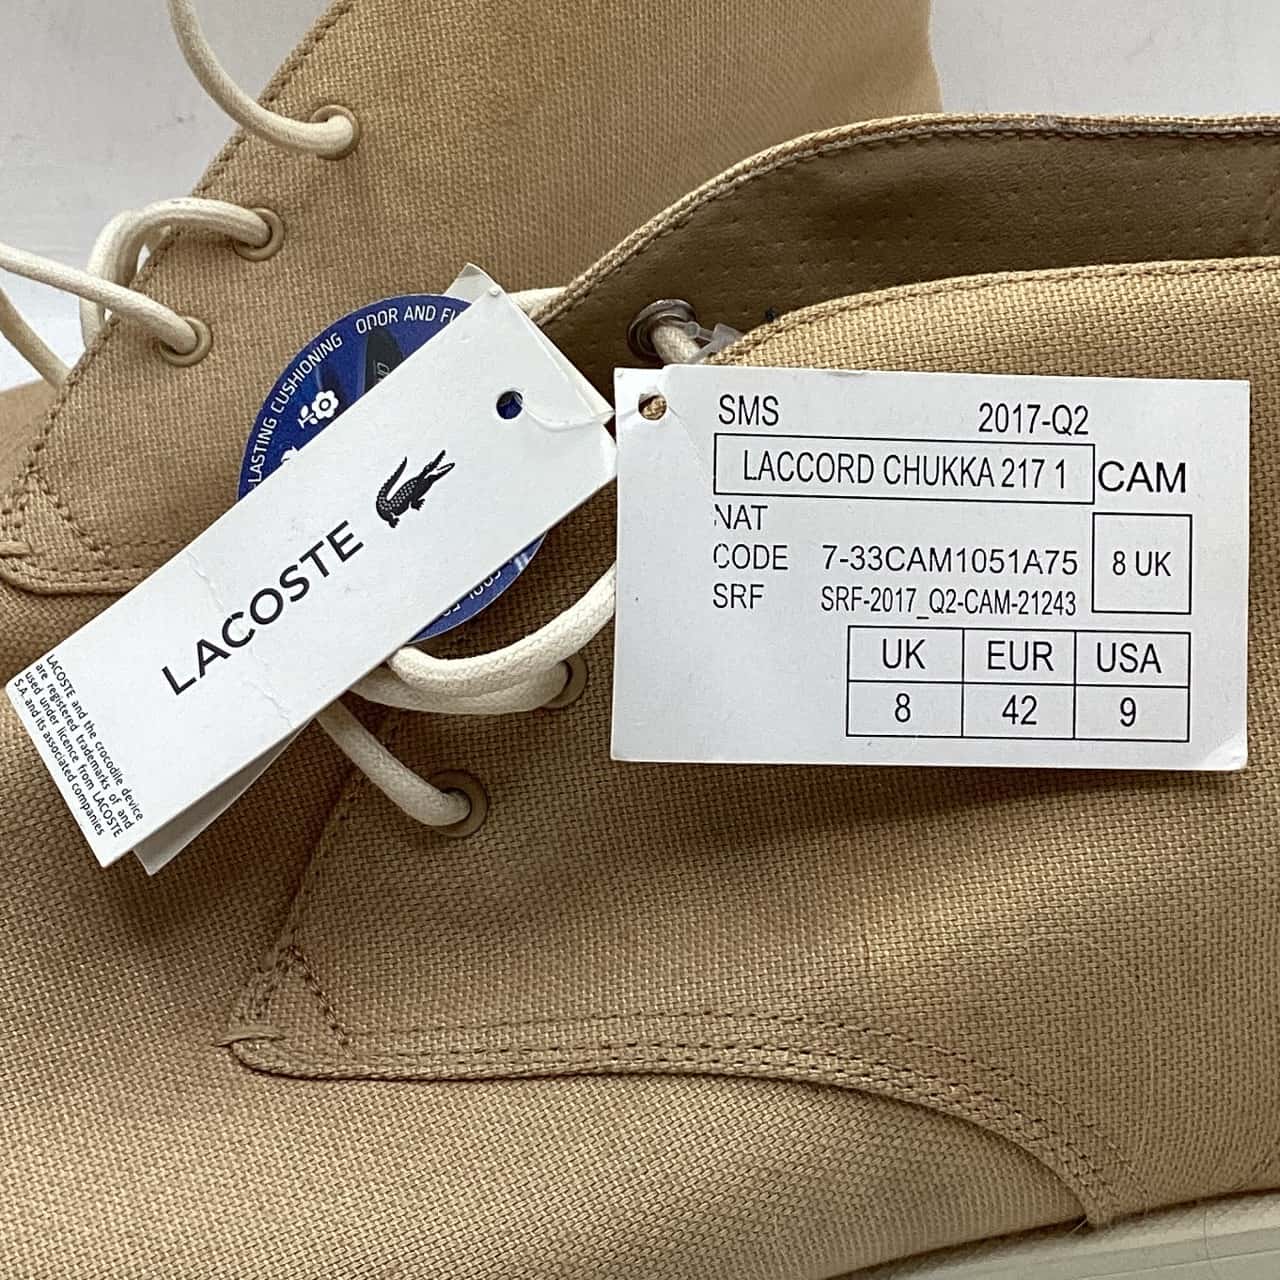 LASTING CUSHIONING
ODOR AND
LACOSTE
LACOSTE and the crocodile device
are registered trademarks of and
used under licence from LACOSTE
S.A. and its associated companies
SMS 2017-Q2
LACCORD CHUKKA 217 1 CAM
NAT
CODE 7-33CAM1051A75 8 UK
SRF SRF-2017_Q2-CAM-21243
UK EUR USA
8 42 9